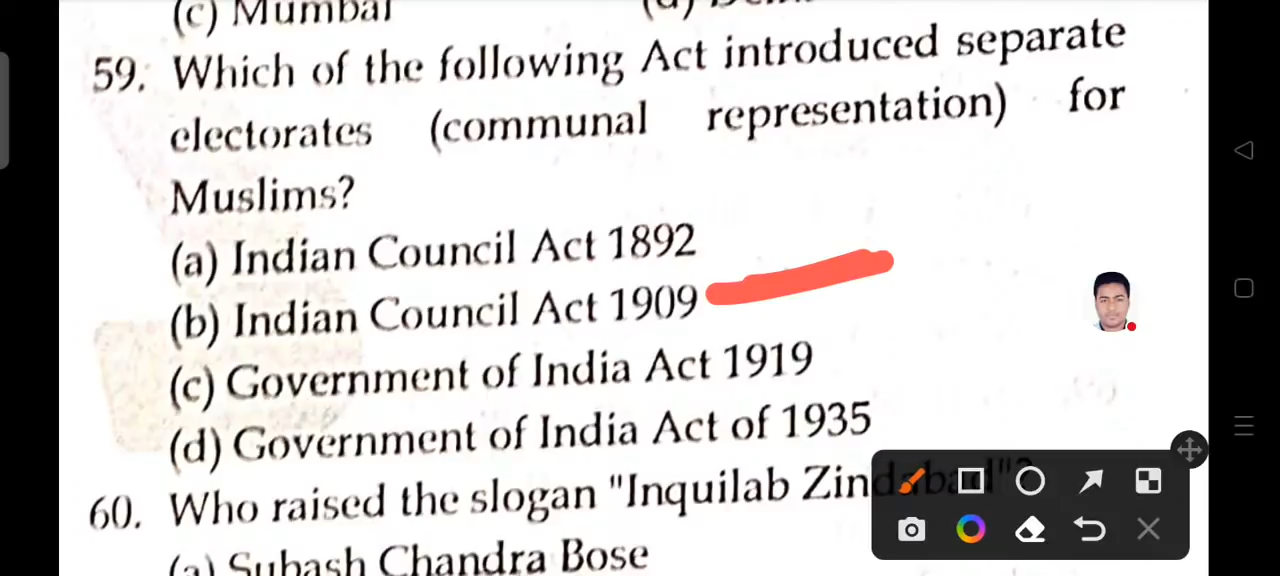 (c) Mumbai
59. Which of the following Act introduced separate
electorates (communal representation) for
Muslims?
(a) Indian Council Act 1892
(b) Indian Council Act 1909
(c) Government of India Act 1919
(d) Government of India Act of 1935
60. Who raised the slogan "Inquilab Zindabad"?
(a) Subash Chandra Bose